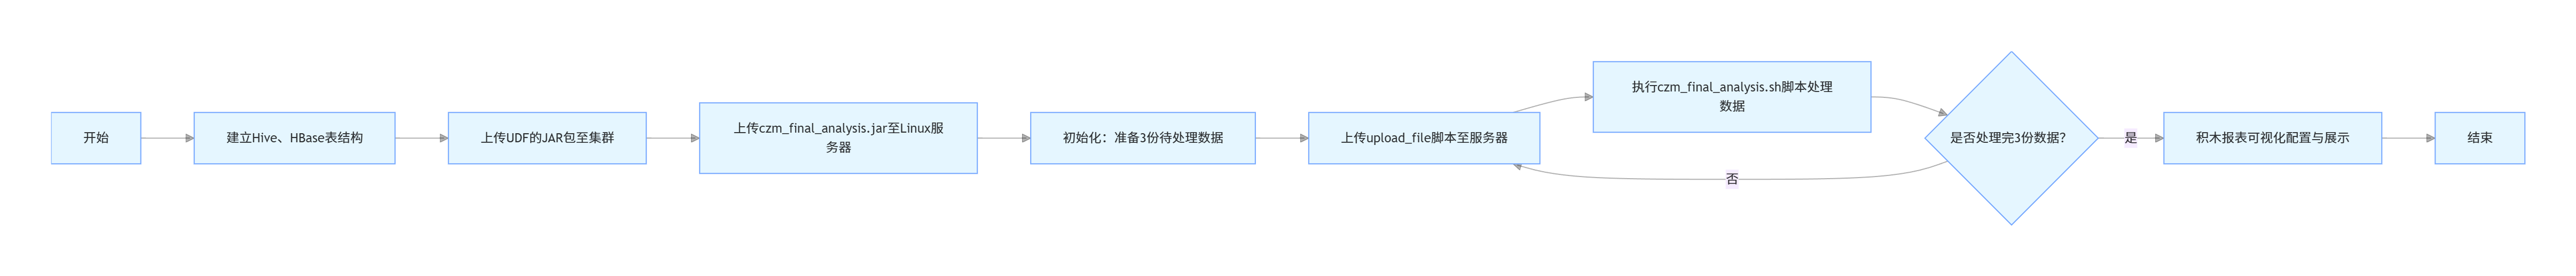 开始
建立Hive、HBase表结构
上传UDF的JAR包至集群
上传czm_final_analysis.jar至Linux服
务器
初始化：准备3份待处理数据
上传upload_file脚本至服务器
执行czm_final_analysis.sh脚本处理
数据
是否处理完3份数据？
是
否
积木报表可视化配置与展示
结束